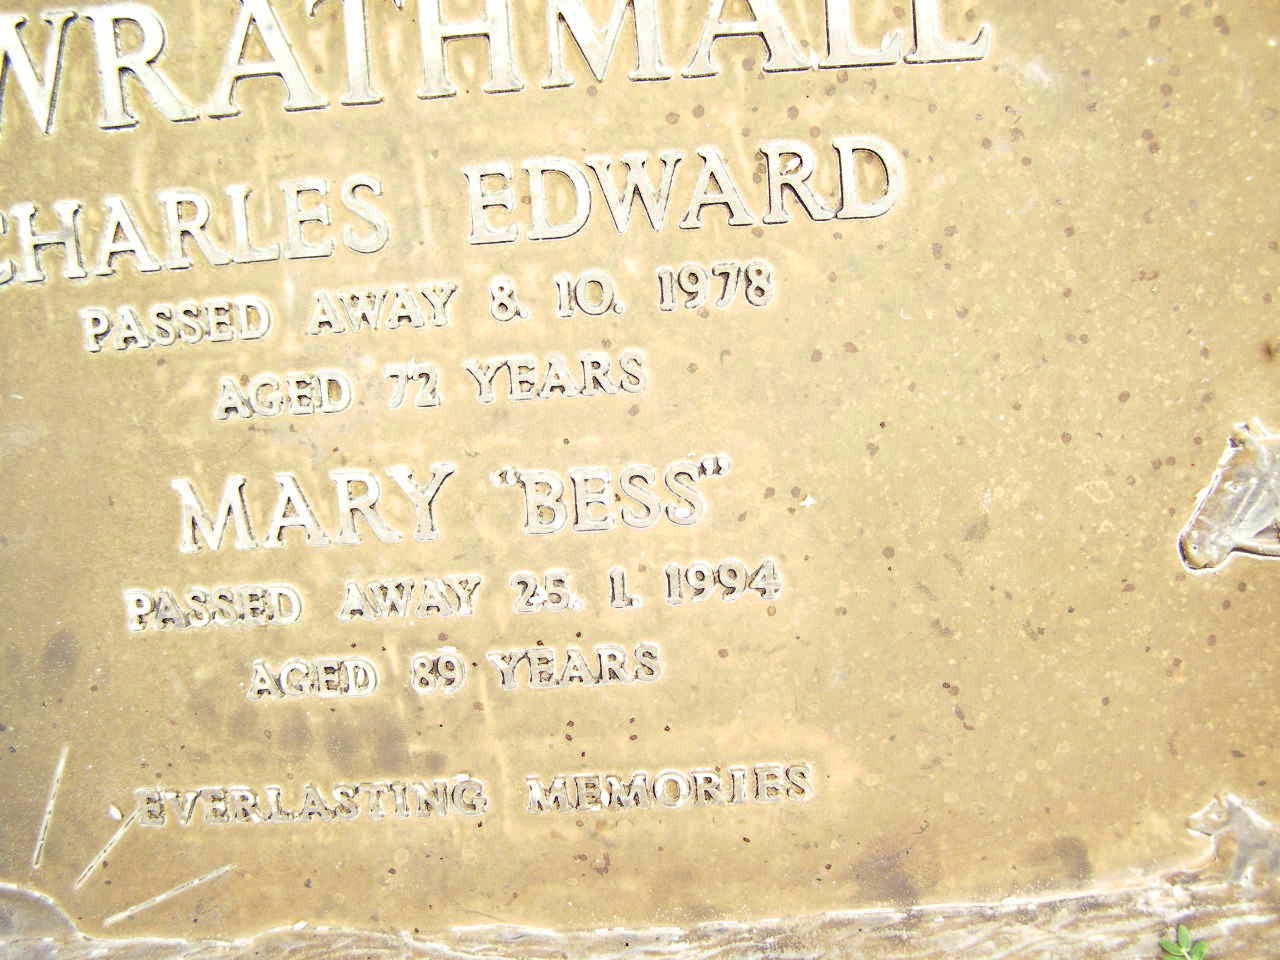 WRATHMALL
CHARLES EDWARD
PASSED AWAY 8. 10. 1978
AGED 72 YEARS
MARY "BESS"
PASSED AWAY 25. 1. 1994
AGED 89 YEARS
EVERLASTING MEMORIES